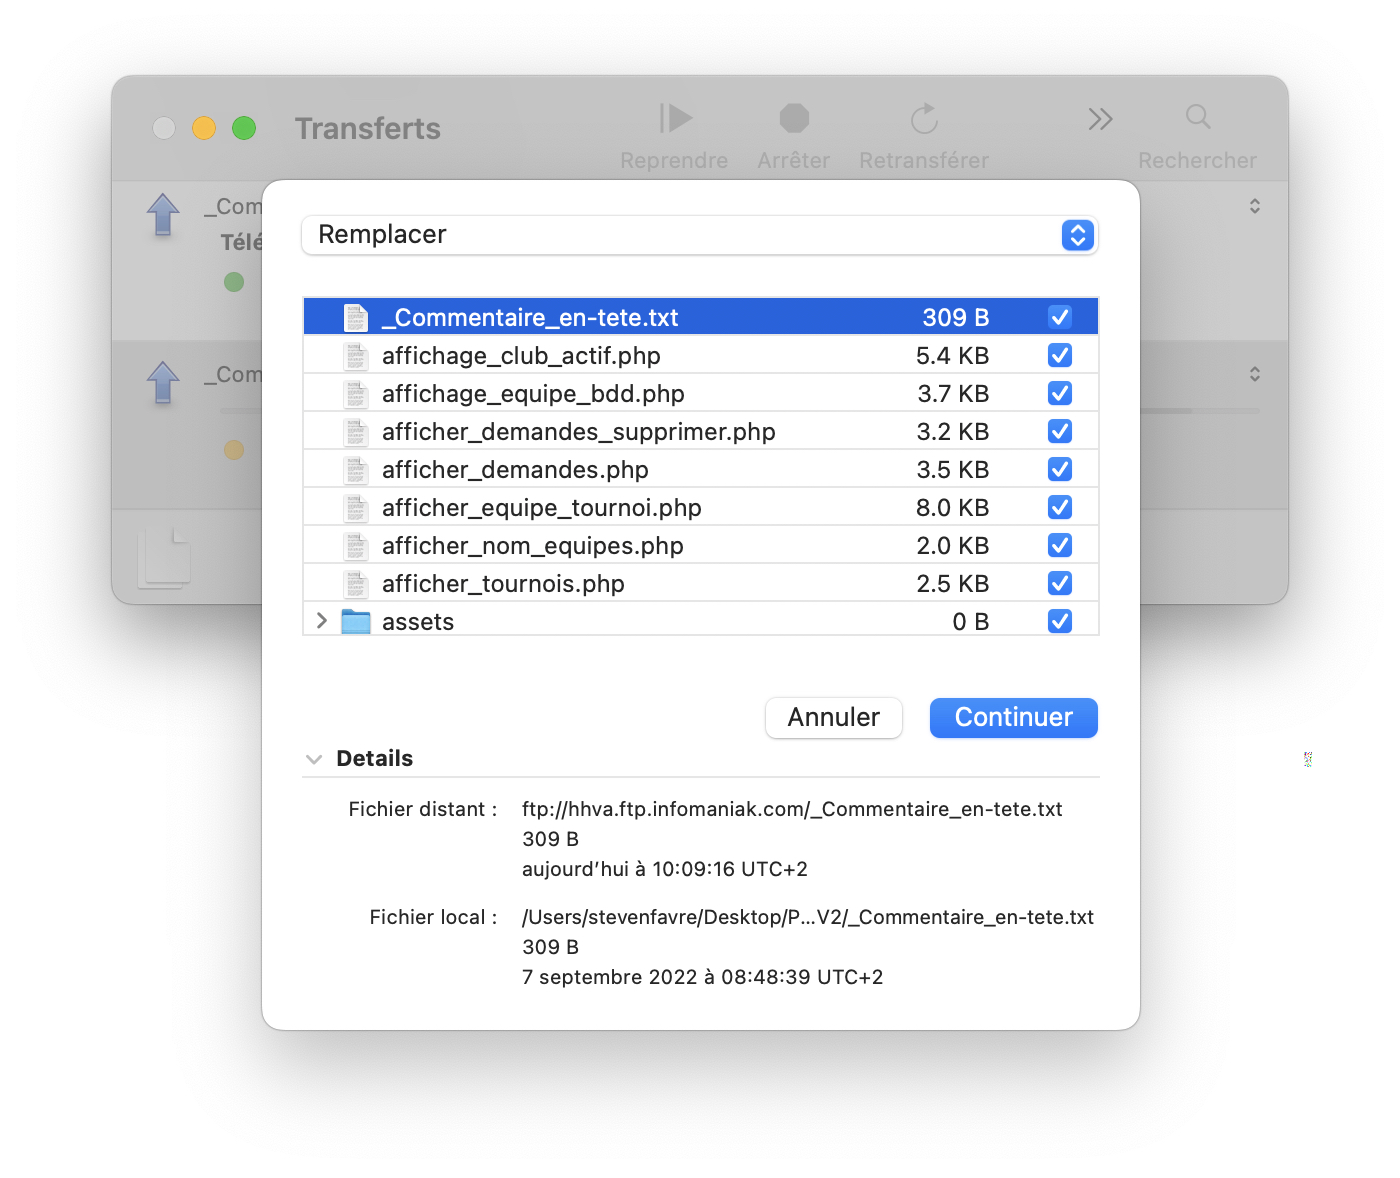 Transferts
Reprendre
Arrêter
Retransférer
Rechercher
_Com
Télé
_Com
Remplacer
_Commentaire_en-tete.txt 309 B
affichage_club_actif.php 5.4 KB
affichage_equipe_bdd.php 3.7 KB
afficher_demandes_supprimer.php 3.2 KB
afficher_demandes.php 3.5 KB
afficher_equipe_tournoi.php 8.0 KB
afficher_nom_equipes.php 2.0 KB
afficher_tournois.php 2.5 KB
assets 0 B
Annuler
Continuer
Details
Fichier distant : ftp://hhva.ftp.infomaniak.com/_Commentaire_en-tete.txt
309 B
aujourd’hui à 10:09:16 UTC+2
Fichier local : /Users/stevenfavre/Desktop/P...V2/_Commentaire_en-tete.txt
309 B
7 septembre 2022 à 08:48:39 UTC+2